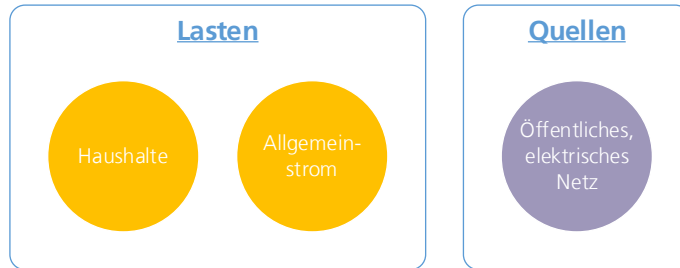 Lasten
Haushalte
Allgemein-
strom
Quellen
Öffentliches,
elektrisches
Netz